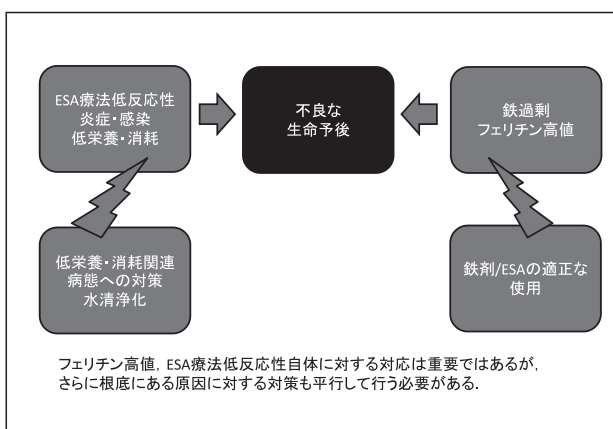 ESA療法低反応性
炎症・感染
低栄養・消耗
不良な
生命予後
鉄過剰
フェリチン高値
低栄養・消耗関連
病態への対策
水清浄化
鉄剤/ESAの適正な
使用
フェリチン高値，ESA療法低反応性自体に対する対応は重要ではあるが，
さらに根底にある原因に対する対策も平行して行う必要がある．